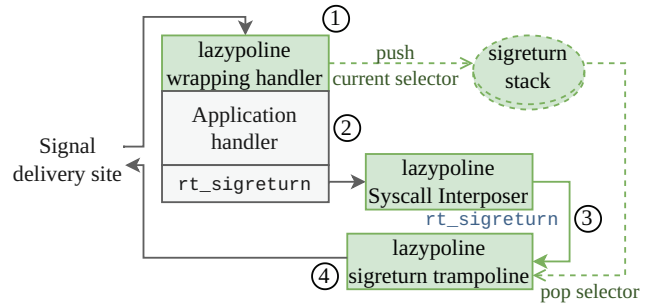 ①
lazypoline
wrapping handler
push
current selector
sigreturn
stack
Application
handler
②
Signal
delivery site
rt_sigreturn
lazypoline
Syscall Interposer
rt_sigreturn
③
lazypoline
sigreturn trampoline
④
pop selector